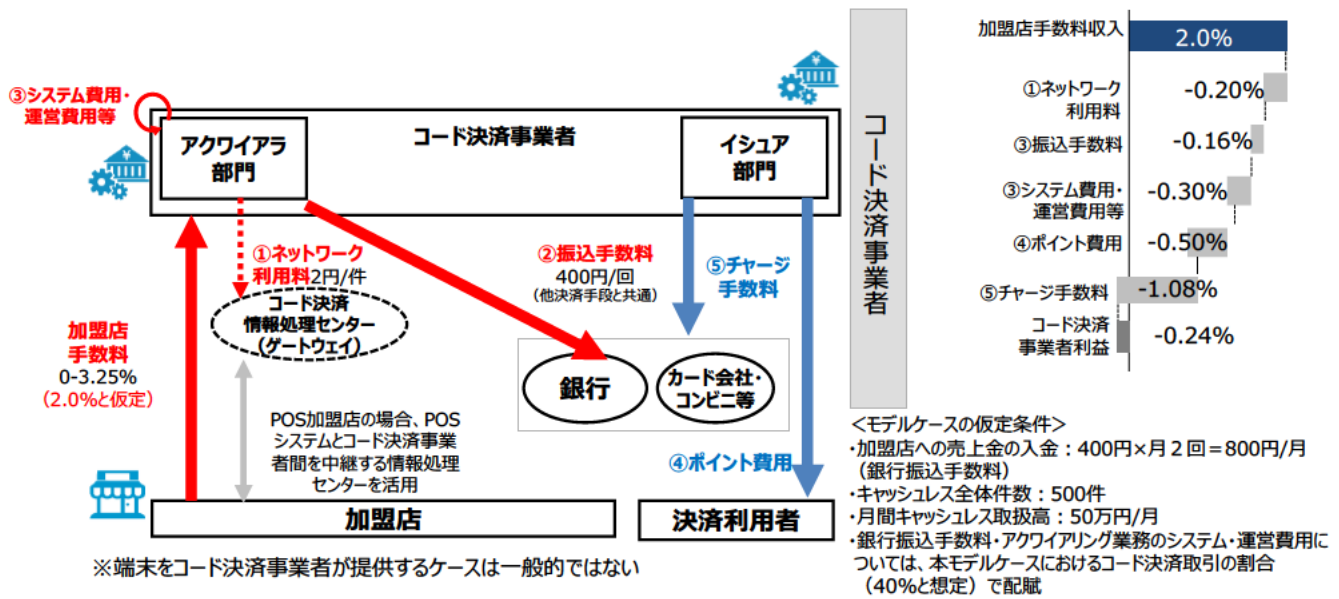 ③システム費用・
運営費用等
アクワイアラ
部門
コード決済事業者
イシュア
部門
①ネットワーク
利用料2円/件
②振込手数料
400円/回
(他決済手段と共通)
⑤チャージ
手数料
コード決済
情報処理センター
(ゲートウェイ)
加盟店
手数料
0-3.25%
(2.0%と仮定)
銀行
カード会社・
コンビニ等
POS加盟店の場合、POS
システムとコード決済事業
者間を中継する情報処理
センターを活用
④ポイント費用
加盟店
決済利用者
※端末をコード決済事業者が提供するケースは一般的ではない
コード決済事業者
加盟店手数料収入
2.0%
①ネットワーク
利用料
-0.20%
③振込手数料
-0.16%
③システム費用・
運営費用等
-0.30%
④ポイント費用
-0.50%
⑤チャージ手数料
-1.08%
コード決済
事業者利益
-0.24%
<モデルケースの仮定条件>
・加盟店への売上金の入金：400円×月２回＝800円/月
(銀行振込手数料)
・キャッシュレス全体件数：500件
・月間キャッシュレス取扱高：50万円/月
・銀行振込手数料・アクワイアリング業務のシステム・運営費用に
ついては、本モデルケースにおけるコード決済取引の割合
(40%と想定) で配賦